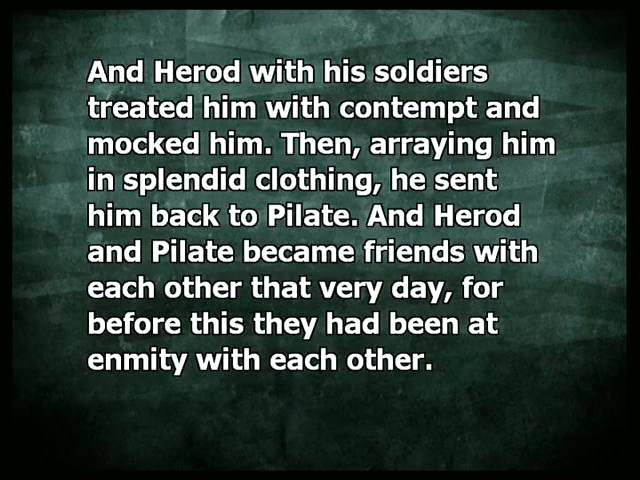 And Herod with his soldiers
treated him with contempt and
mocked him. Then, arraying him
in splendid clothing, he sent
him back to Pilate. And Herod
and Pilate became friends with
each other that very day, for
before this they had been at
enmity with each other.